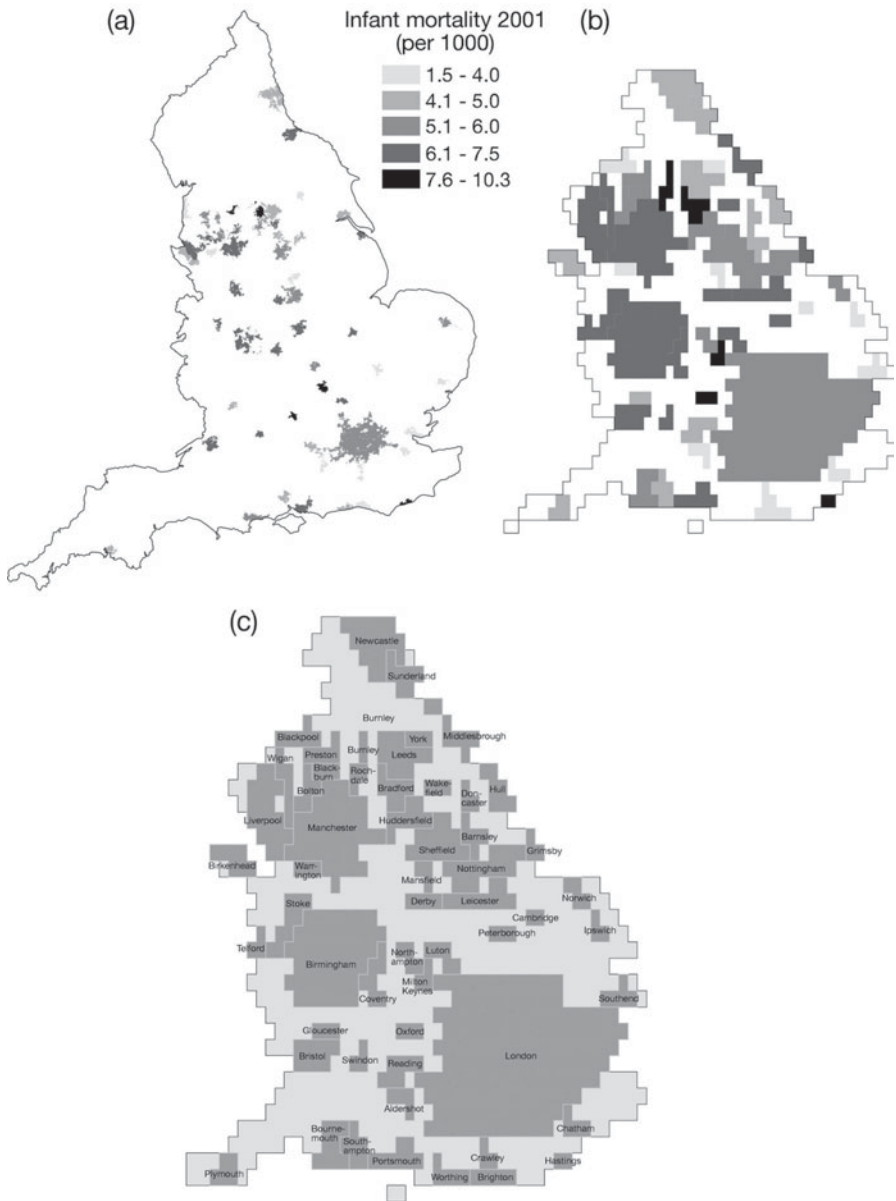 (a)
Infant mortality 2001
(per 1000)
1.5 - 4.0
4.1 - 5.0
5.1 - 6.0
6.1 - 7.5
7.6 - 10.3
(b)
(c)
Newcastle
Sunderland
Burnley
Blackpool
York
Middlesbrough
Wigan
Preston
Burnley
Leeds
Black-
burn
Roch-
dale
Bolton
Bradford
Wake-
field
Don-
caster
Hull
Liverpool
Manchester
Huddersfield
Barnsley
Sheffield
Grimsby
Birkenhead
War-
rington
Nottingham
Mansfield
Stoke
Derby
Leicester
Norwich
Cambridge
Peterborough
Ipswich
Telford
Birmingham
North-
ampton
Luton
Milton
Keynes
Coventry
Southend
Gloucester
Oxford
Bristol
Swindon
Reading
London
Aldershot
Chatham
Bourne-
mouth
South-
ampton
Portsmouth
Crawley
Hastings
Plymouth
Worthing
Brighton